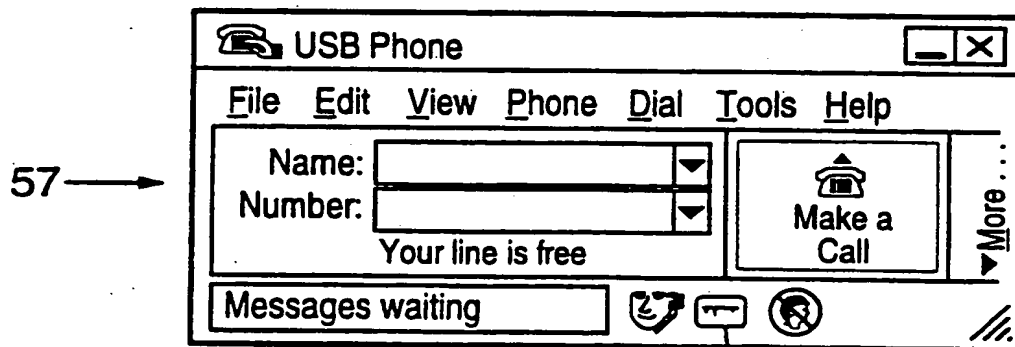 USB Phone
File Edit View Phone Dial Tools Help
57
Name:
Number:
Your line is free
Make a
Call
More . . .
Messages waiting